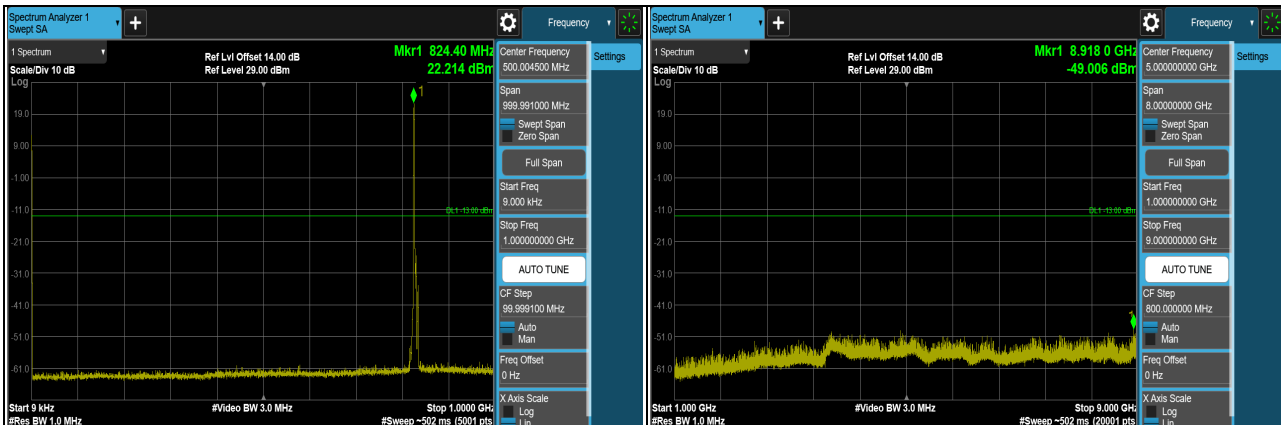 Spectrum Analyzer 1
Swept SA
+
Frequency
1 Spectrum
Scale/Div 10 dB
Log
Ref Lvl Offset 14.00 dB
Ref Level 29.00 dBm
Mkr1 824.40 MHz
22.214 dBm
1
19.0
9.00
-1.00
-11.0
-21.0
-31.0
-41.0
-51.0
-61.0
DL1 -13.00 dBm
Start 9 kHz
#Res BW 1.0 MHz
#Video BW 3.0 MHz
Stop 1.0000 GHz
#Sweep ~502 ms (5001 pts
Center Frequency
500.004500 MHz
Settings
Span
999.991000 MHz
Swept Span
Zero Span
Full Span
Start Freq
9.000 kHz
Stop Freq
1.000000000 GHz
AUTO TUNE
CF Step
99.999100 MHz
Auto
Man
Freq Offset
0 Hz
X Axis Scale
Log
Lin
Spectrum Analyzer 1
Swept SA
+
Frequency
1 Spectrum
Scale/Div 10 dB
Log
Ref Lvl Offset 14.00 dB
Ref Level 29.00 dBm
Mkr1 8.918 0 GHz
-49.006 dBm
1
19.0
9.00
-1.00
-11.0
-21.0
-31.0
-41.0
-51.0
-61.0
DL1 -13.00 dBm
Start 1.000 GHz
#Res BW 1.0 MHz
#Video BW 3.0 MHz
Stop 9.000 GHz
#Sweep ~502 ms (20001 pts
Center Frequency
5.000000000 GHz
Settings
Span
8.00000000 GHz
Swept Span
Zero Span
Full Span
Start Freq
1.000000000 GHz
Stop Freq
9.000000000 GHz
AUTO TUNE
CF Step
800.000000 MHz
Auto
Man
Freq Offset
0 Hz
X Axis Scale
Log
Lin